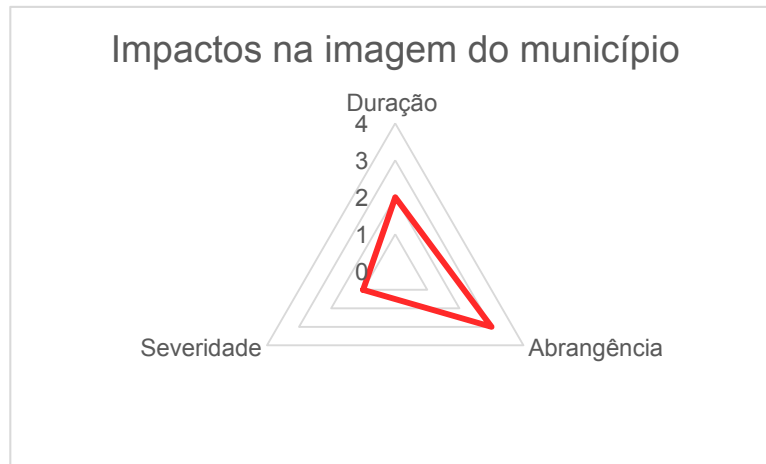 Impactos na imagem do município
Duração
4
3
2
1
0
Severidade
Abrangência